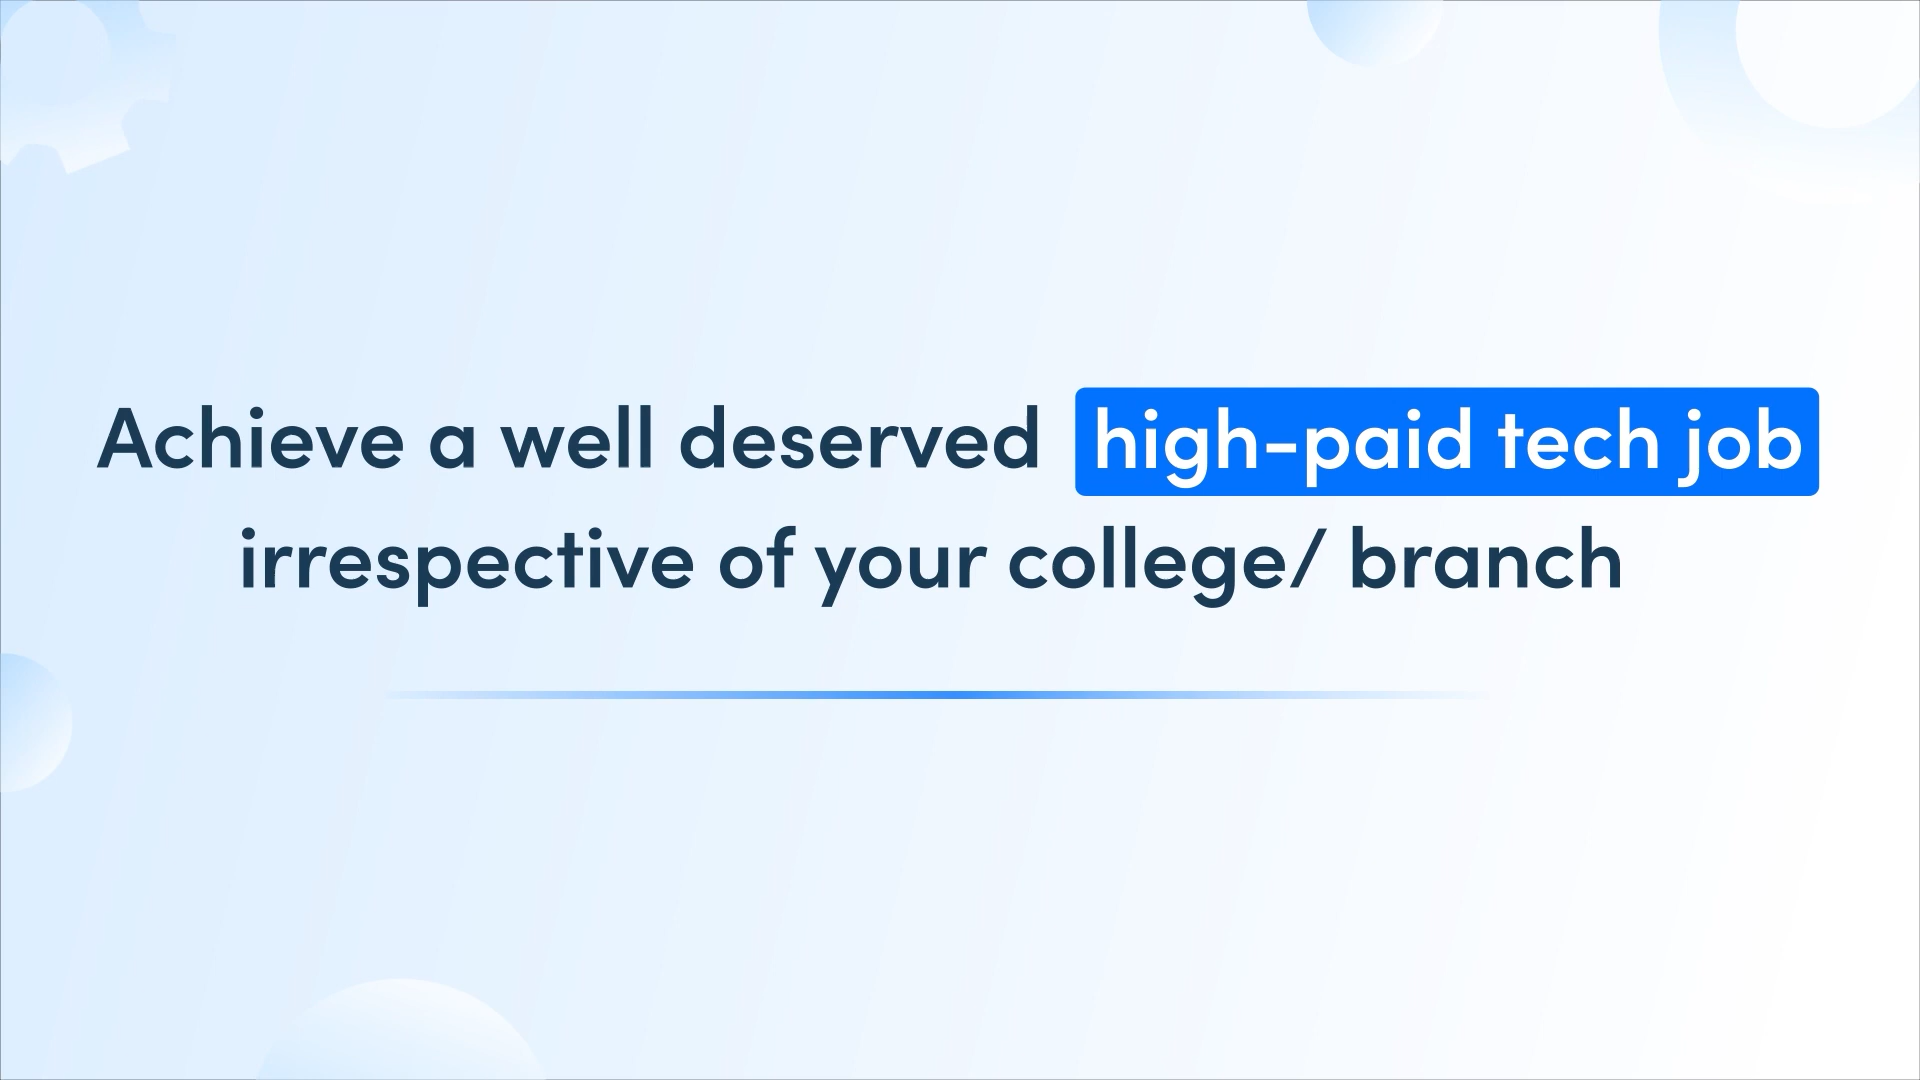 Achieve a well deserved high-paid tech job
irrespective of your college/ branch